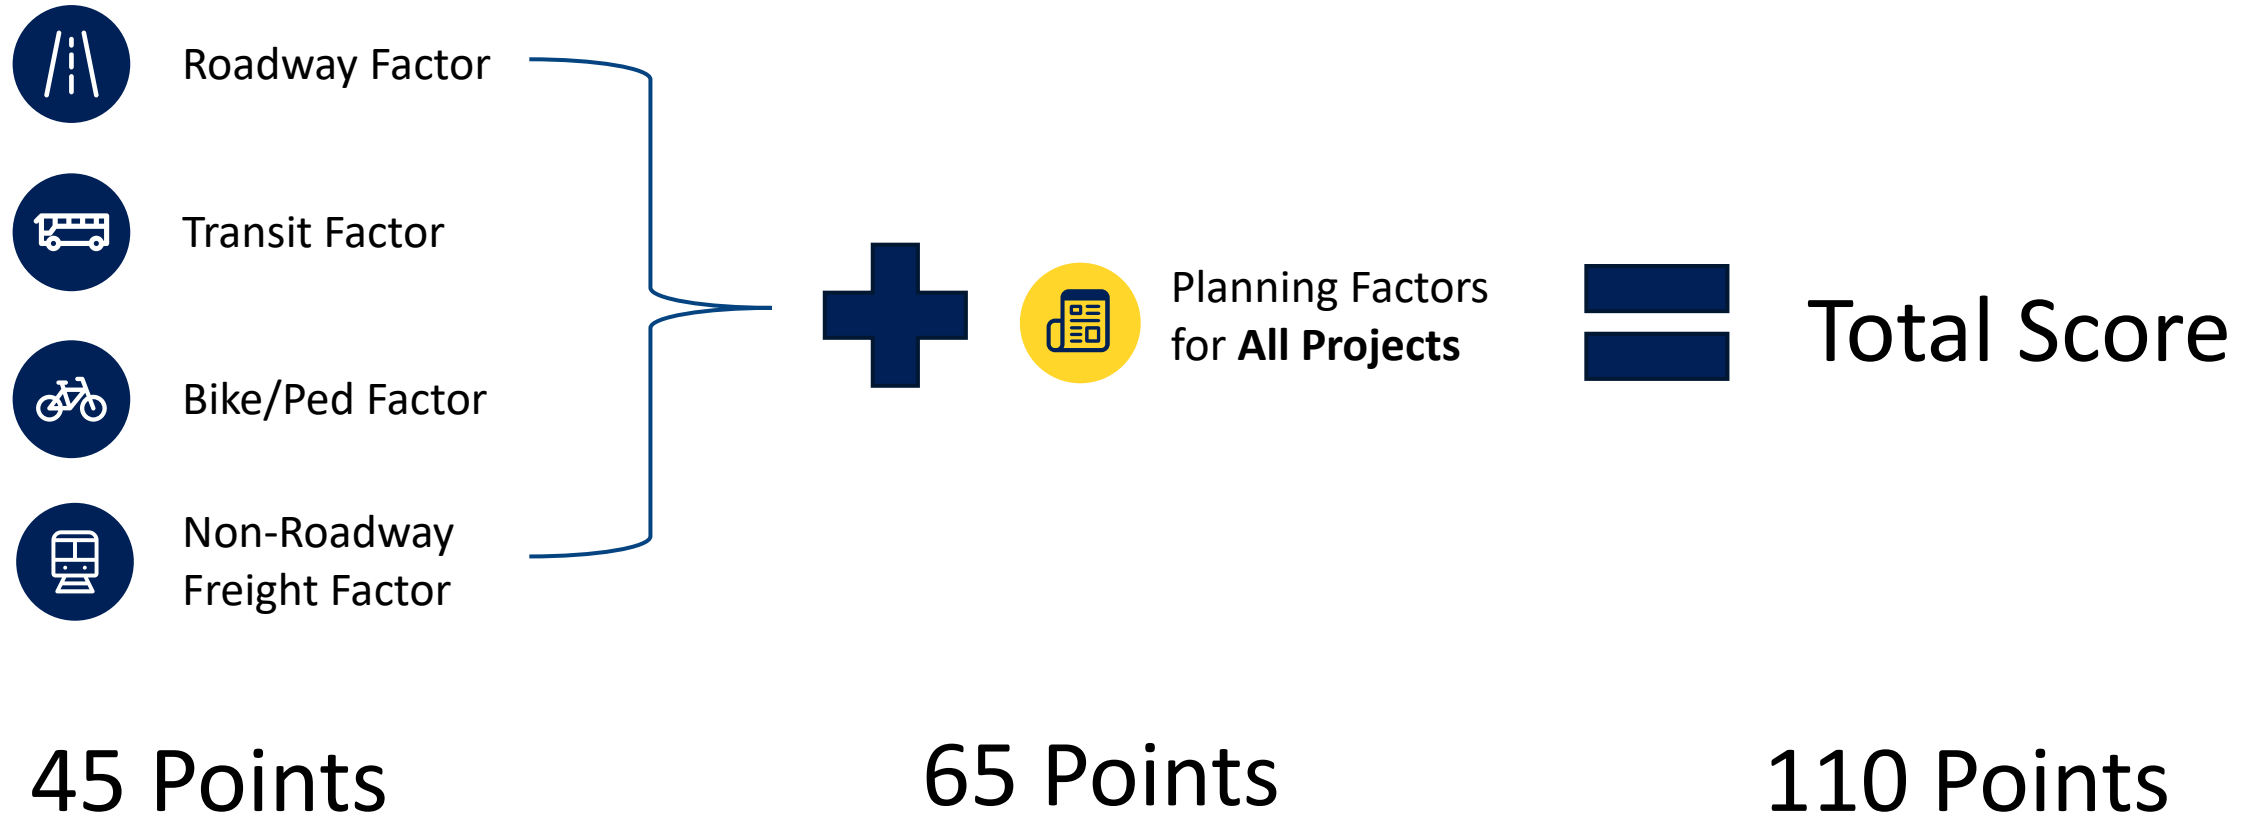 Roadway Factor
Transit Factor
Bike/Ped Factor
Non-Roadway
Freight Factor
Planning Factors
for All Projects
Total Score
45 Points
65 Points
110 Points